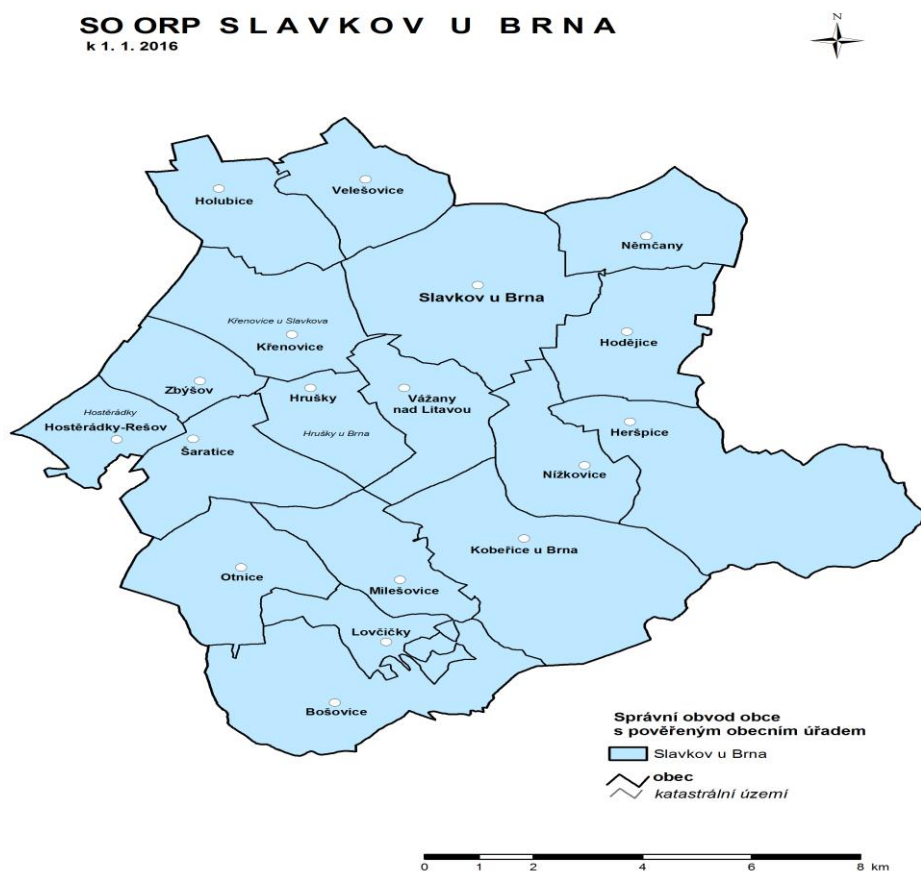 SO ORP SLAVKOV U BRNA
k 1. 1. 2016
N
Velešovice
Holubice
Němčany
Slavkov u Brna
Křenovice u Slavkova
Křenovice
Hodějice
Zbýšov
Hrušky
Vážany
nad Litavou
Hostěrádky
Hostěrádky-Rešov
Hrušky u Brna
Heršpice
Šaratice
Nížkovice
Kobeřice u Brna
Otnice
Milešovice
Lovčičky
Bošovice
Správní obvod obce
s pověřeným obecním úřadem
Slavkov u Brna
obec
katastrální území
0 1 2 4 6 8 km